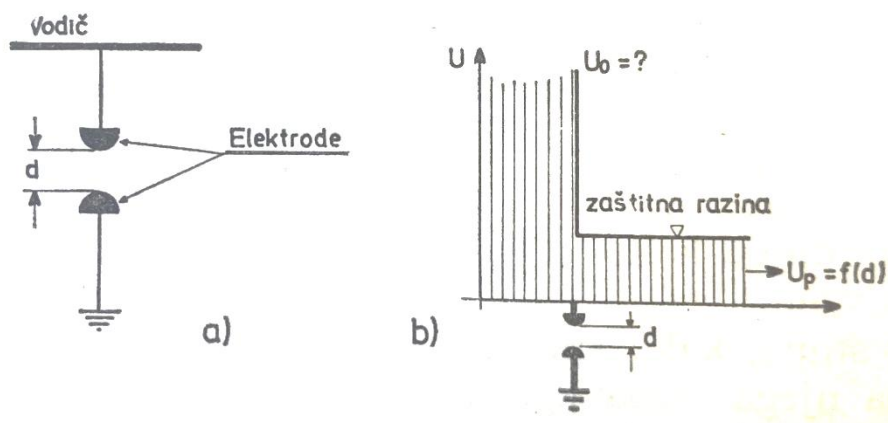 Vodič
Elektrode
d
a)
U
U₀ = ?
zaštitna razina
Uₚ = f(d)
d
b)